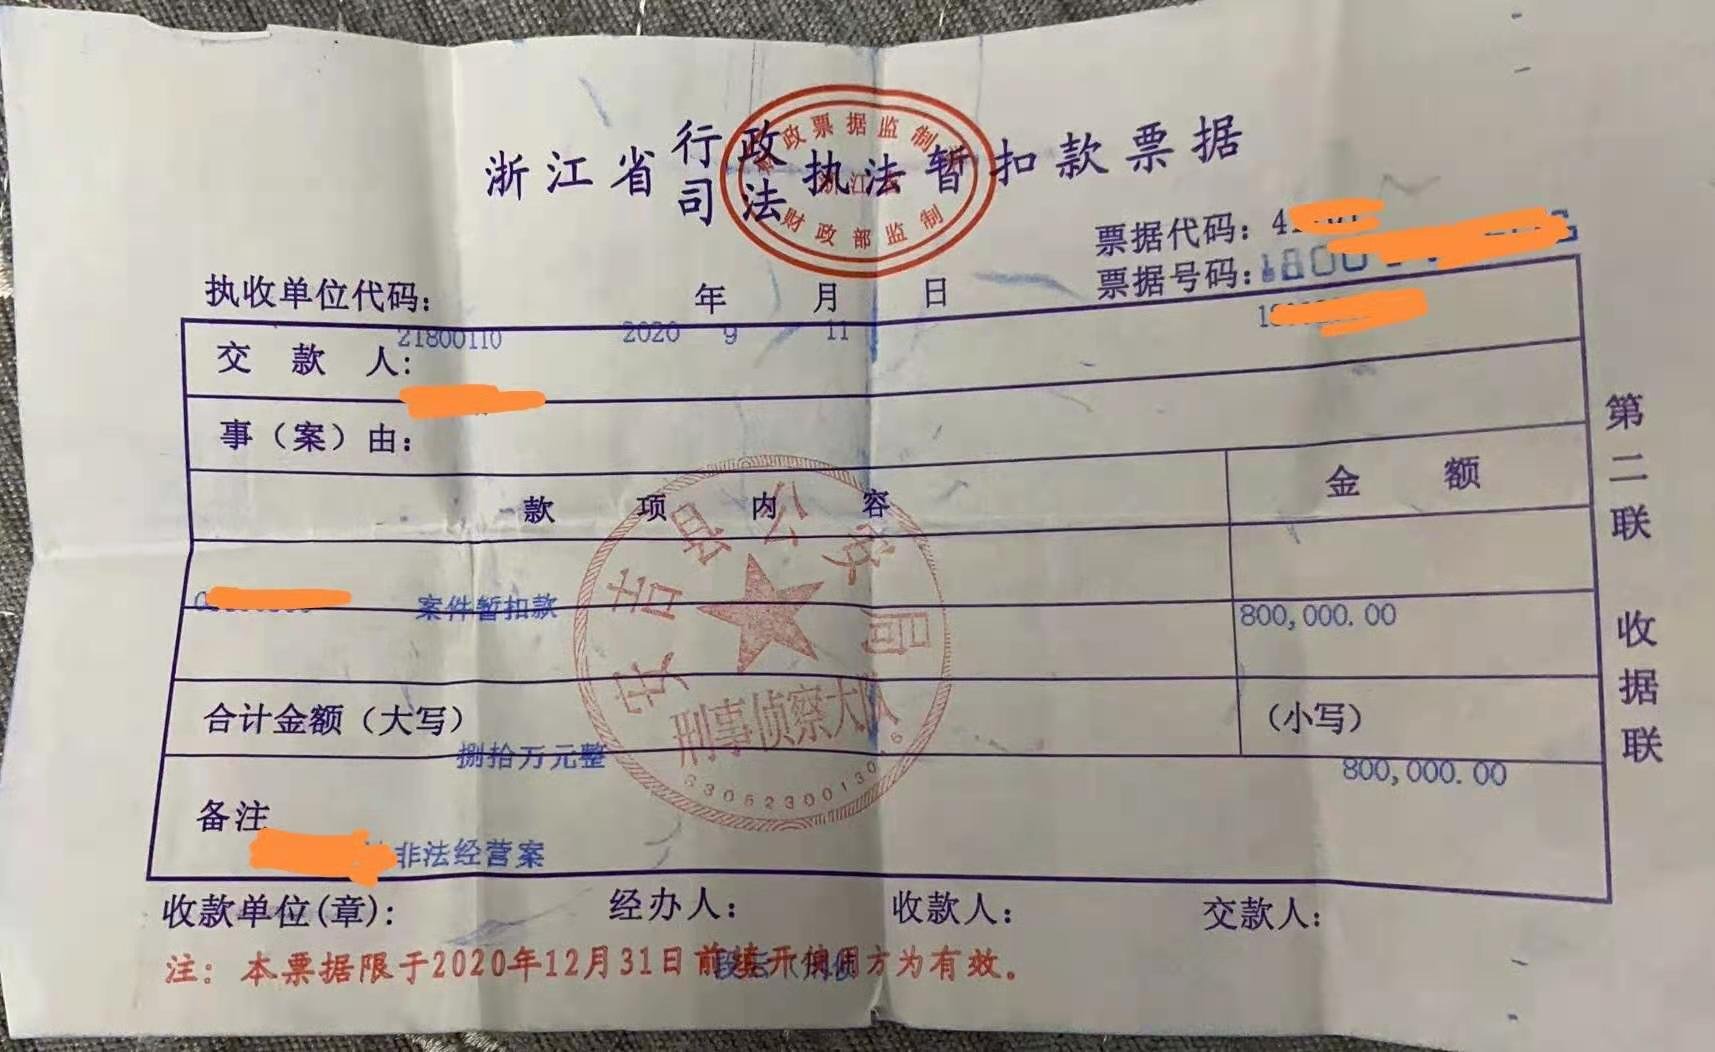 浙江省行政司法执法暂扣款票据
财政票据监制章
浙江
财政部监制
票据代码:
票据号码:
执收单位代码: 年 月 日
21800110 2020 9 11
交款人:
事（案）由:
款项内容 金额
案件暂扣款 800,000.00
合计金额（大写） （小写）
捌拾万元整 800,000.00
备注
非法经营案
安吉县公安局
刑事侦察大队
收款单位(章): 经办人: 收款人: 交款人:
注: 本票据限于2020年12月31日前 方为有效。
第二联 收据联